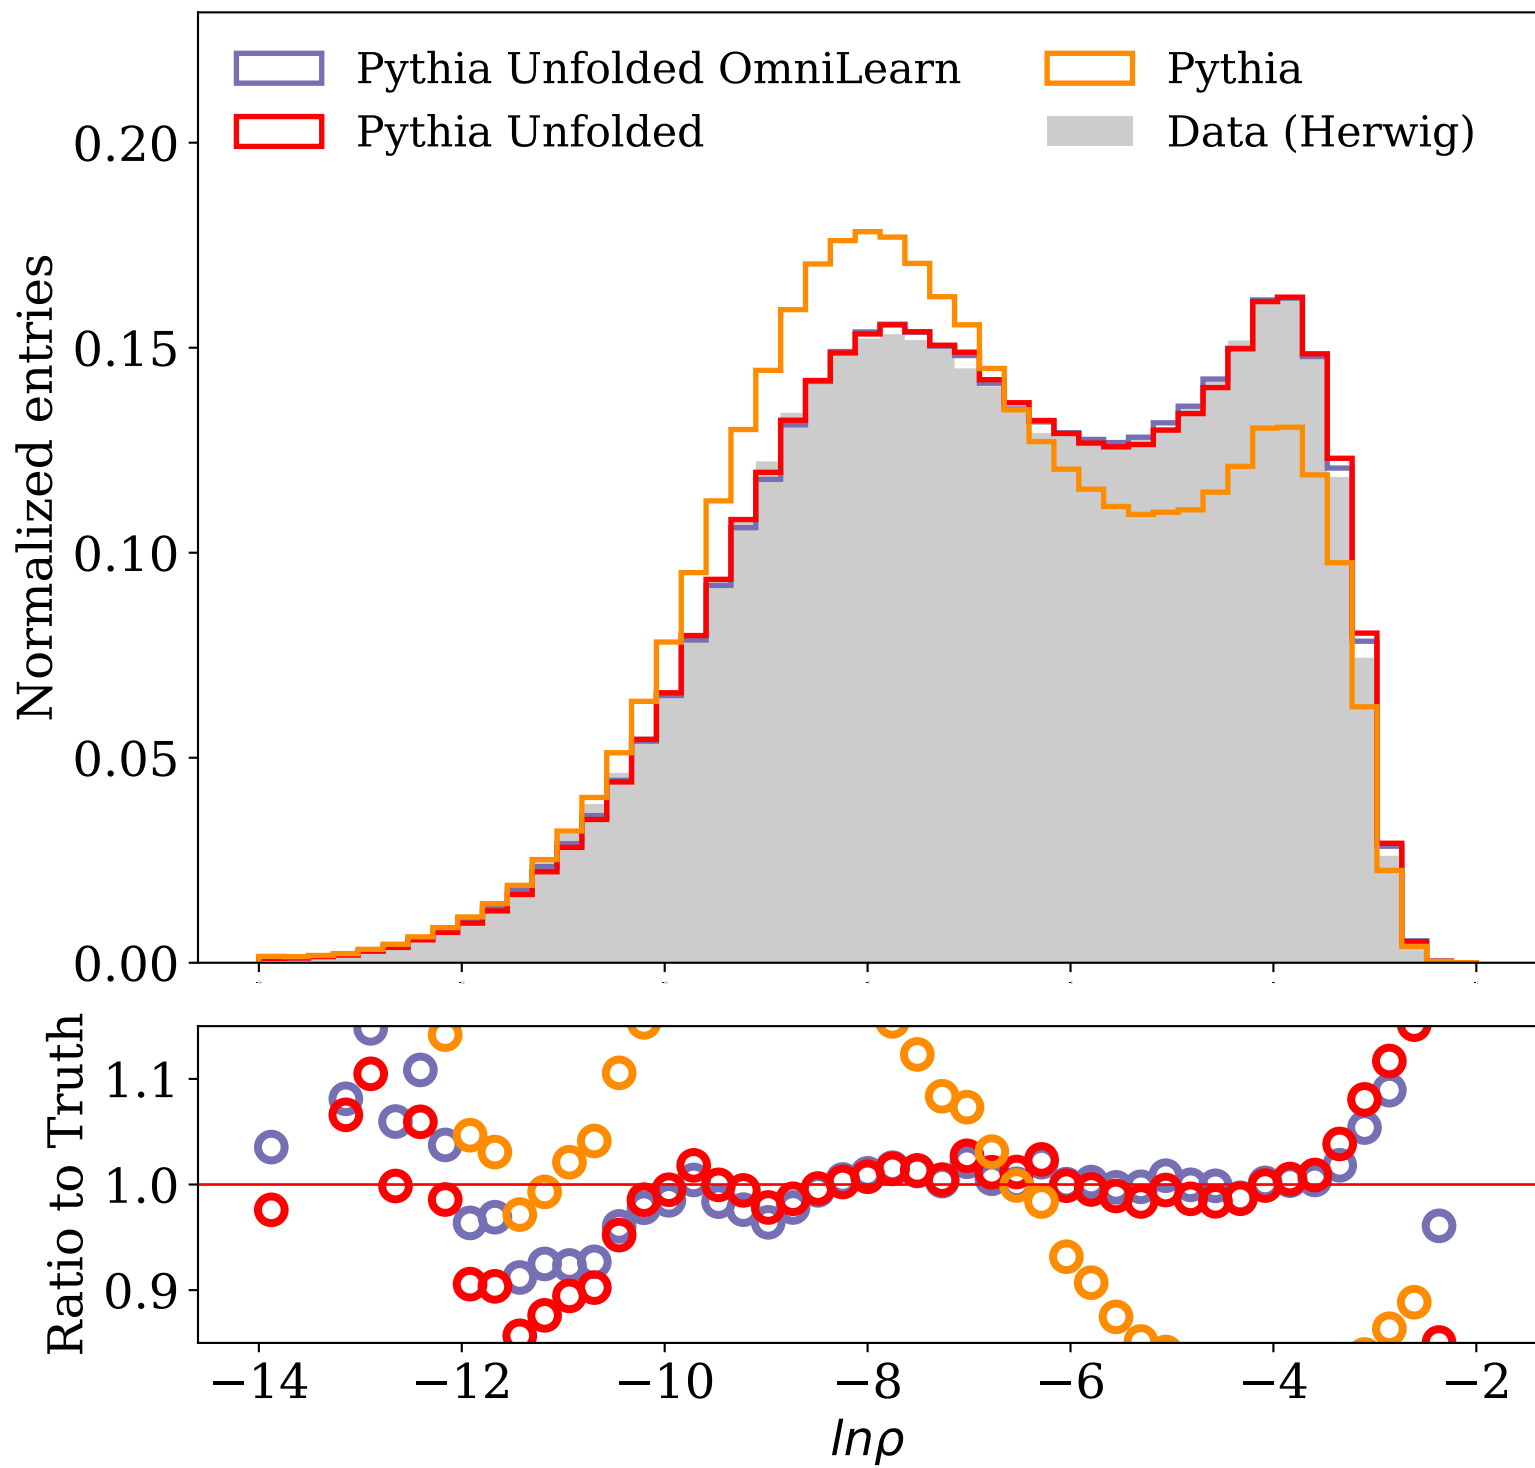 Pythia Unfolded OmniLearn
Pythia Unfolded
Pythia
Data (Herwig)
Normalized entries
0.20
0.15
0.10
0.05
0.00
Ratio to Truth
1.1
1.0
0.9
−14 −12 −10 −8 −6 −4 −2
lnρ